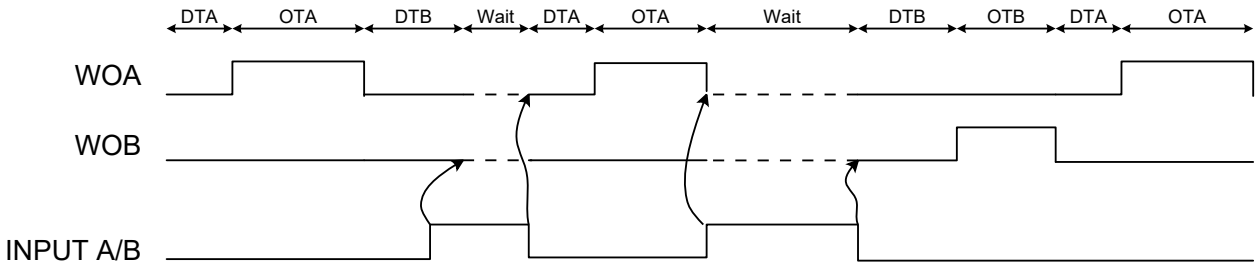 DTA OTA DTB Wait DTA OTA Wait DTB OTB DTA OTA
WOA
WOB
INPUT A/B